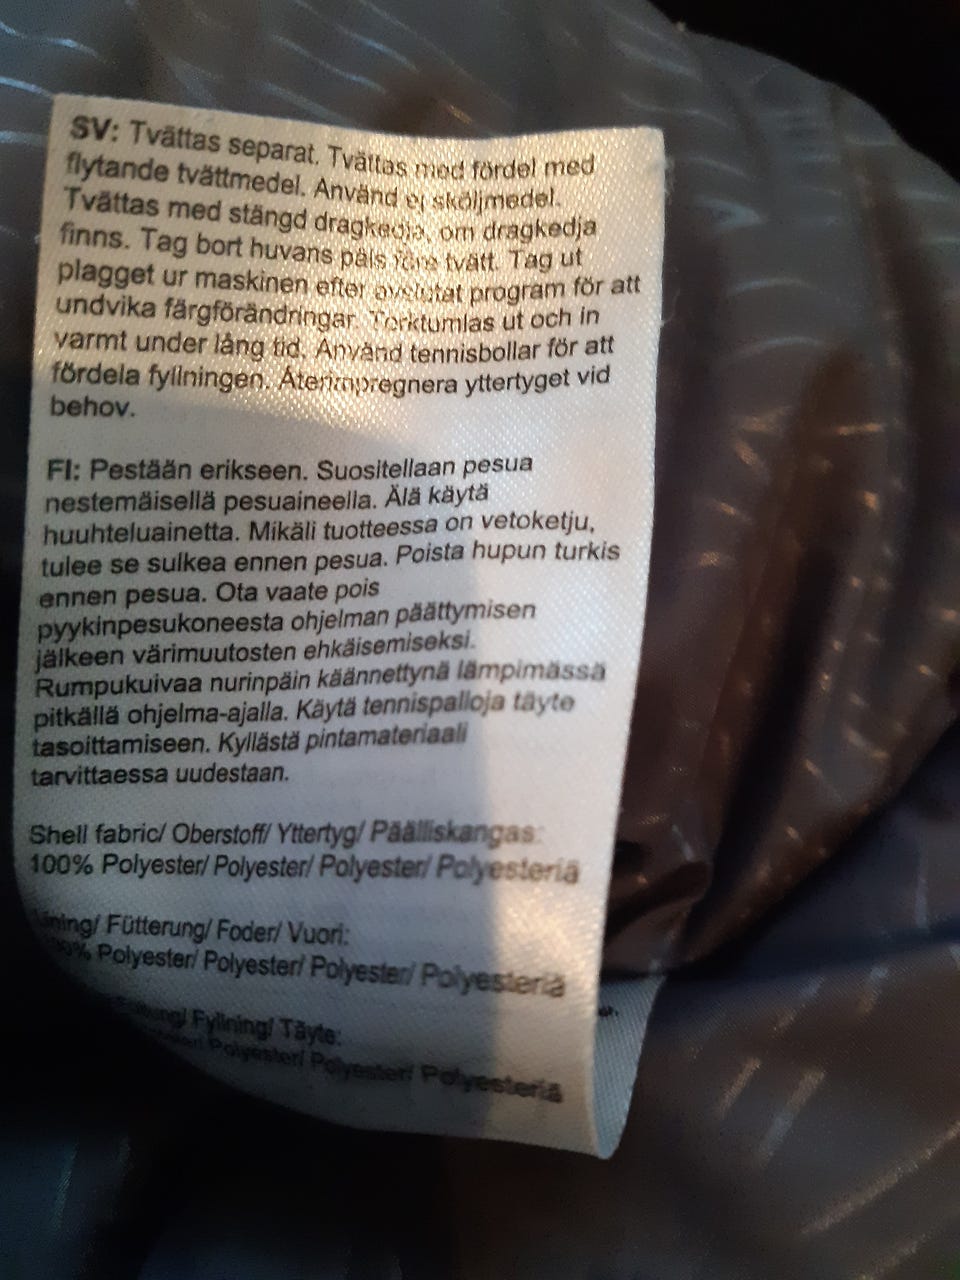 SV: Tvättas separat. Tvättas med fördel med
flytande tvättmedel. Använd ej sköljmedel.
Tvättas med stängd dragkedja, om dragkedja
finns. Tag bort huvans päls före tvätt. Tag ut
plagget ur maskinen efter avslutat program för att
undvika färgförändringar. Torktumlas ut och in
varmt under lång tid. Använd tennisbollar för att
fördela fyllningen. Återimpregnera yttertyget vid
behov.
FI: Pestään erikseen. Suositellaan pesua
nestemäisellä pesuaineella. Älä käytä
huuhteluainetta. Mikäli tuotteessa on vetoketju,
tulee se sulkea ennen pesua. Poista hupun turkis
ennen pesua. Ota vaate pois
pyykinpesukoneesta ohjelman päättymisen
jälkeen värimuutosten ehkäisemiseksi.
Rumpukuivaa nurinpäin käännettynä lämpimässä
pitkällä ohjelma-ajalla. Käytä tennispalloja täyte
tasoittamiseen. Kyllästä pintamateriaali
tarvittaessa uudestaan.
Shell fabric/ Oberstoff/ Yttertyg/ Päälliskangas:
100% Polyester/ Polyester/ Polyester/ Polyesteriä
Lining/ Fütterung/ Foder/ Vuori:
100% Polyester/ Polyester/ Polyester/ Polyesteriä
Fyllning/ Täyte:
Polyester/ Polyester/ Polyesteriä